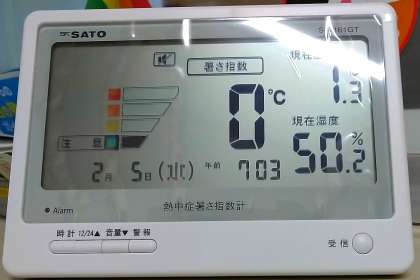 SATO
暑さ指数
0℃
1.3
現在湿度
50.2 %
注意
2月 5日(水) 午前 7:03
Alarm
熱中症暑さ指数計
時計 12/24▲ 音量▼ 警報
受信